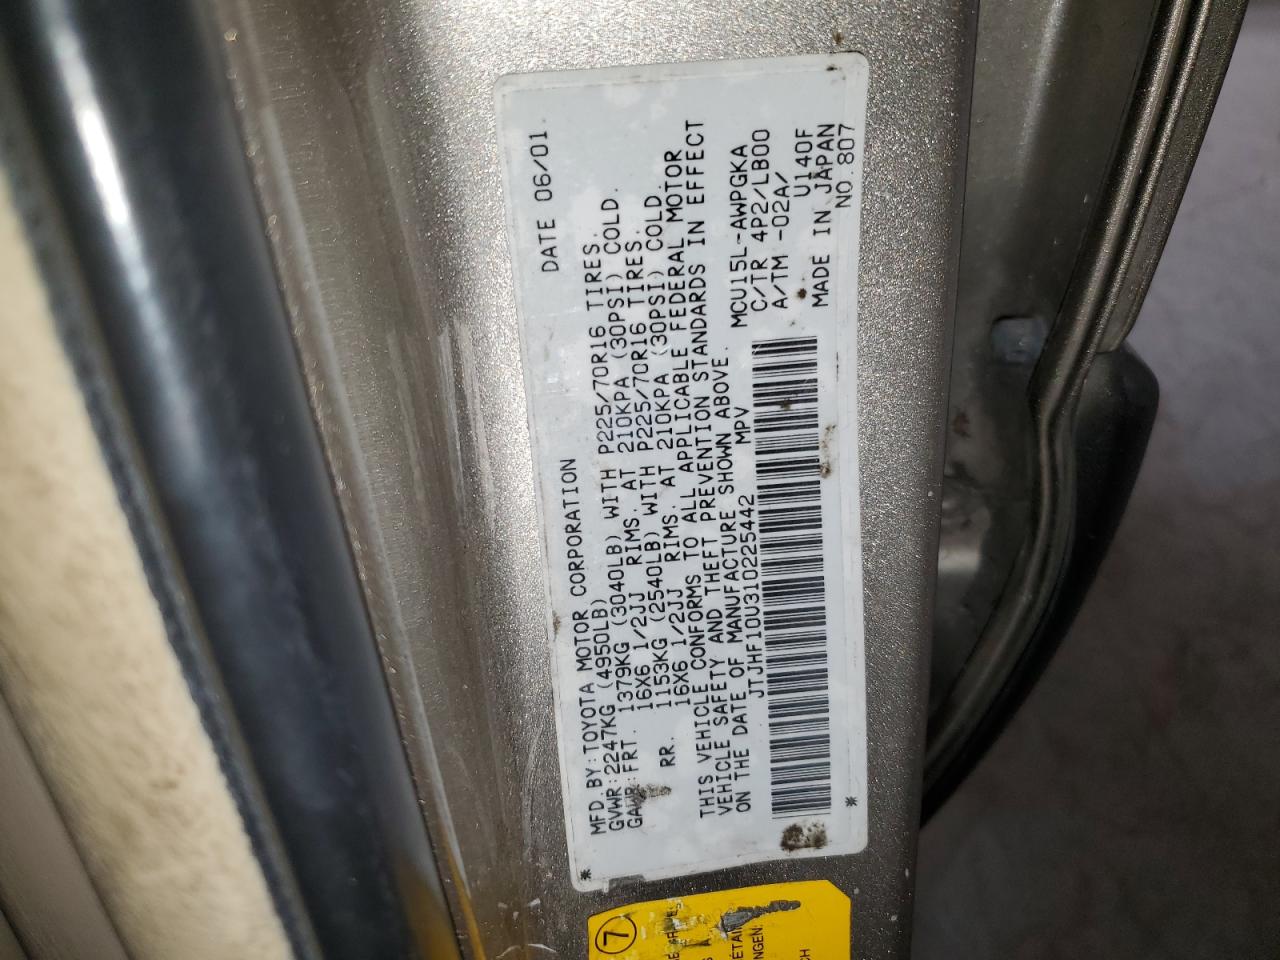 MFD. BY: TOYOTA MOTOR CORPORATION DATE 06/01.
GVWR: 2247KG (4950LB)
GAWR: FRT. 1379KG (3040LB) WITH P225/70R16 TIRES.
16X6 1/2JJ RIMS. AT 210KPA (30PSI) COLD.
RR. 1153KG (2540LB) WITH P225/70R16 TIRES.
16X6 1/2JJ RIMS. AT 210KPA (30PSI) COLD.
THIS VEHICLE CONFORMS TO ALL APPLICABLE FEDERAL MOTOR
VEHICLE SAFETY AND THEFT PREVENTION STANDARDS IN EFFECT
ON THE DATE OF MANUFACTURE SHOWN ABOVE.
JTJHF10U310225442 MPV
MCU15L-AWPGKA
C/TR 4P2/LB00
A/TM -02A/
U140F
MADE IN JAPAN
NO.807
* *
7